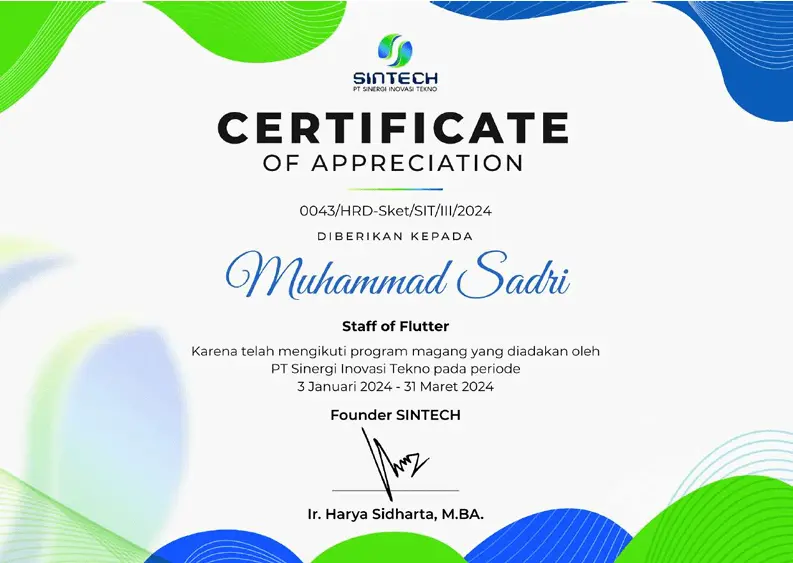 SINTECH
PT SINERGI INOVASI TEKNO
CERTIFICATE
OF APPRECIATION
0043/HRD-Sket/SIT/III/2024
DIBERIKAN KEPADA
Muhammad Sadri
Staff of Flutter
Karena telah mengikuti program magang yang diadakan oleh
PT Sinergi Inovasi Tekno pada periode
3 Januari 2024 - 31 Maret 2024
Founder SINTECH
Ir. Harya Sidharta, M.BA.